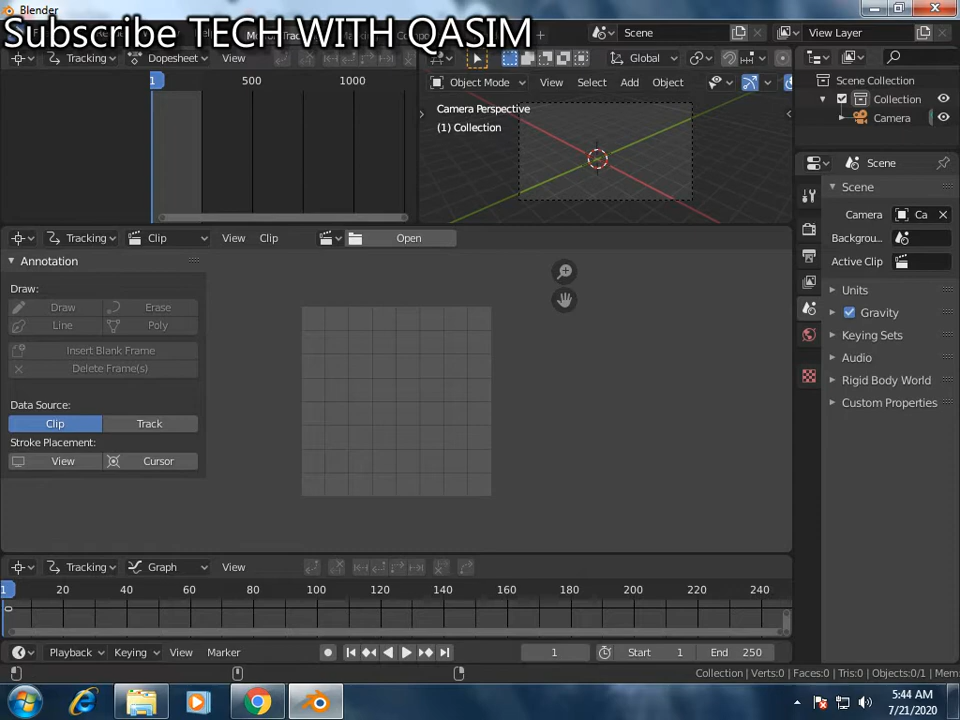 Blender
Subscribe TECH WITH QASIM
Scene
View Layer
Tracking
Dopesheet
View
Global
1
500
1000
Object Mode
View
Select
Add
Object
Camera Perspective
(1) Collection
Scene Collection
Collection
Camera
Scene
Scene
Camera
Ca
Backgrou...
Active Clip
Units
Gravity
Keying Sets
Audio
Rigid Body World
Custom Properties
Tracking
Clip
View
Clip
Open
Annotation
Draw:
Draw
Erase
Line
Poly
Insert Blank Frame
Delete Frame(s)
Data Source:
Clip
Track
Stroke Placement:
View
Cursor
Tracking
Graph
View
1
20
40
60
80
100
120
140
160
180
200
220
240
Playback
Keying
View
Marker
1
Start
1
End
250
Collection | Verts:0 | Faces:0 | Tris:0 | Objects:0/1 | Mem:
5:44 AM
7/21/2020